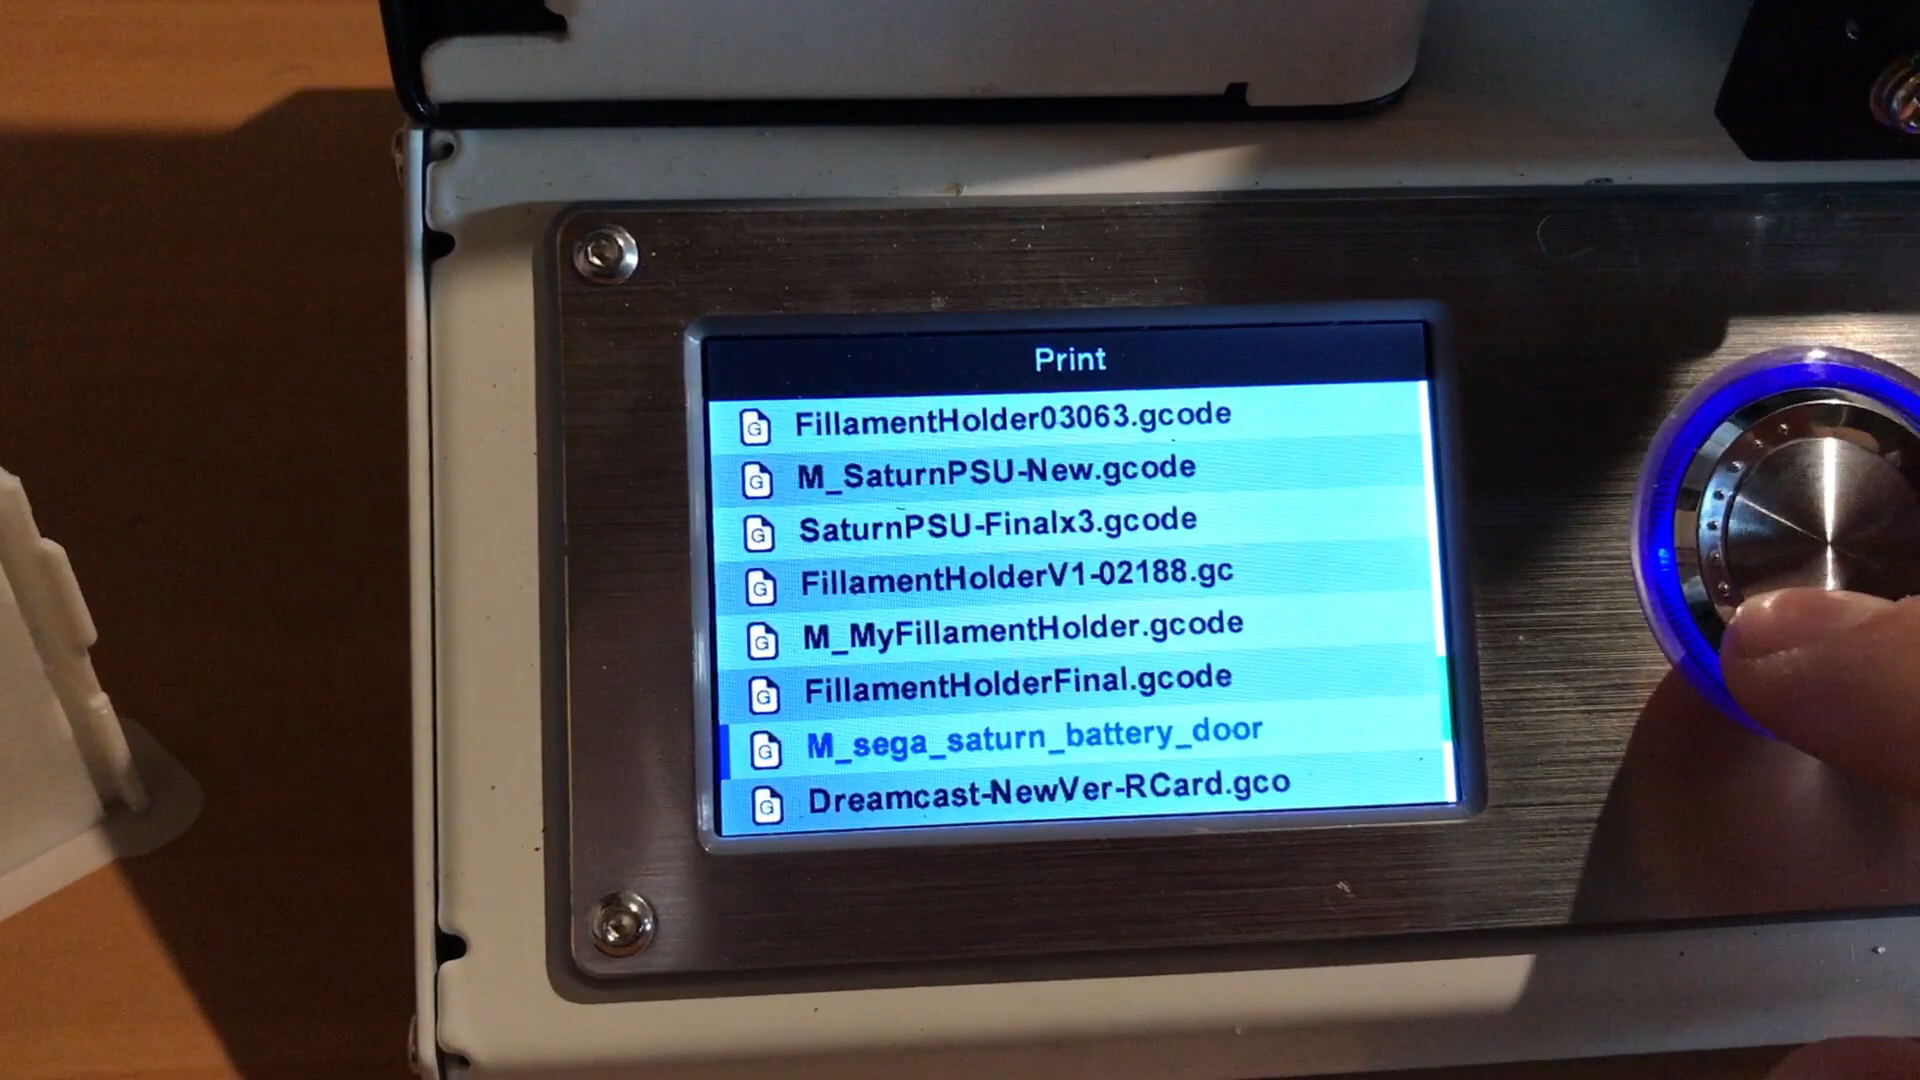 Print
FillamentHolder03063.gcode
M_SaturnPSU-New.gcode
SaturnPSU-Finalx3.gcode
FillamentHolderV1-02188.gc
M_MyFillamentHolder.gcode
FillamentHolderFinal.gcode
M_sega_saturn_battery_door
Dreamcast-NewVer-RCard.gco